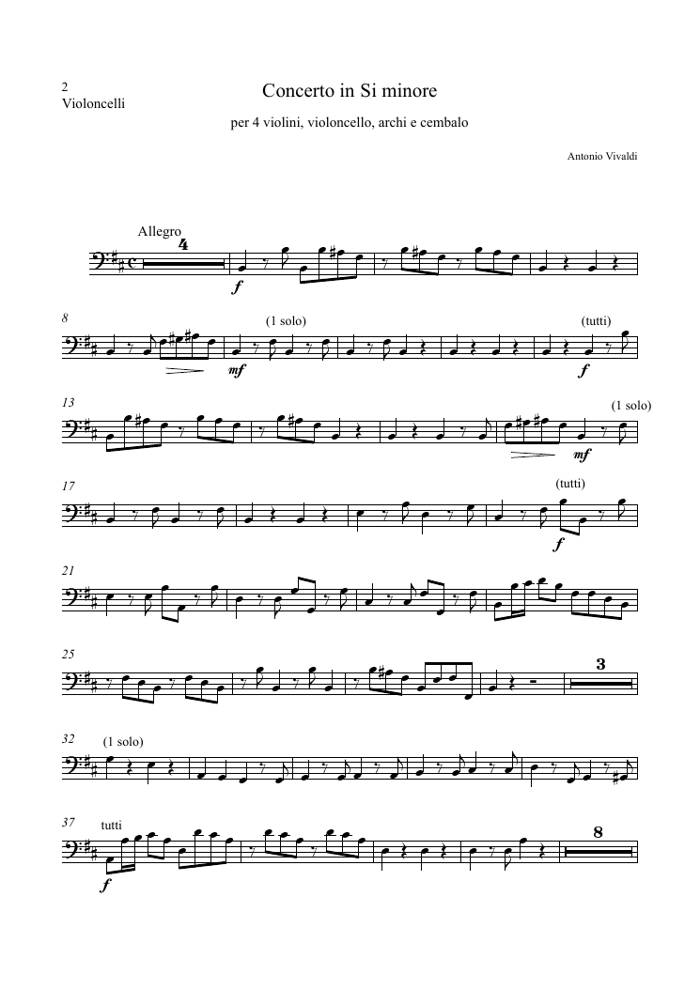 2
Violoncelli
Concerto in Si minore
per 4 violini, violoncello, archi e cembalo
Antonio Vivaldi
Allegro
4
f
8
(1 solo)
(tutti)
mf
f
13
(1 solo)
mf
17
(tutti)
f
21
25
3
32
(1 solo)
37
tutti
8
f